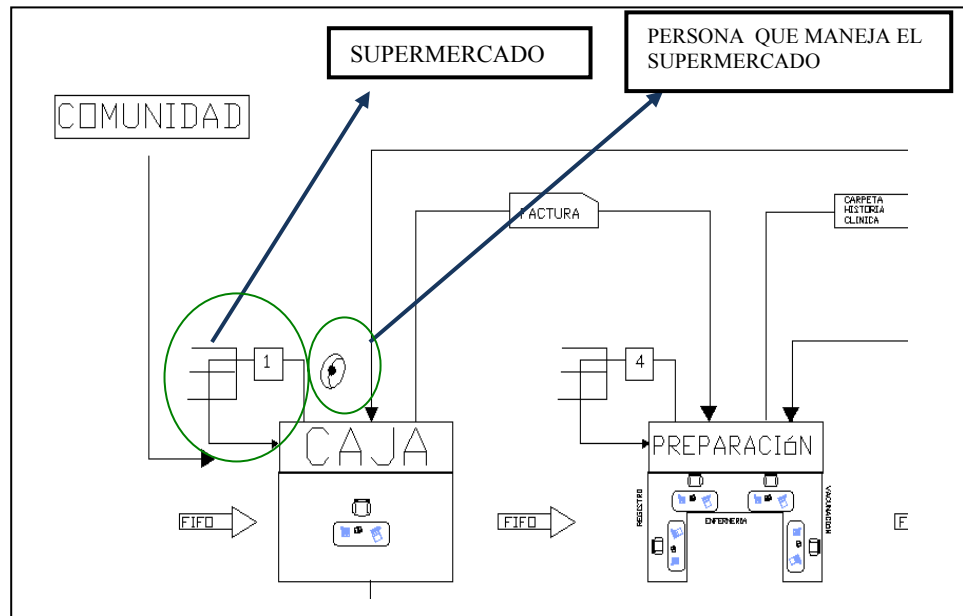 SUPERMERCADO
PERSONA QUE MANEJA EL
SUPERMERCADO
COMUNIDAD
FACTURA
CARPETA
HISTORIA
CLINICA
1
4
CAJA
PREPARACIóN
FIFO
FIFO
F
REGISTRO
ENFERMERIA
VACUNACION